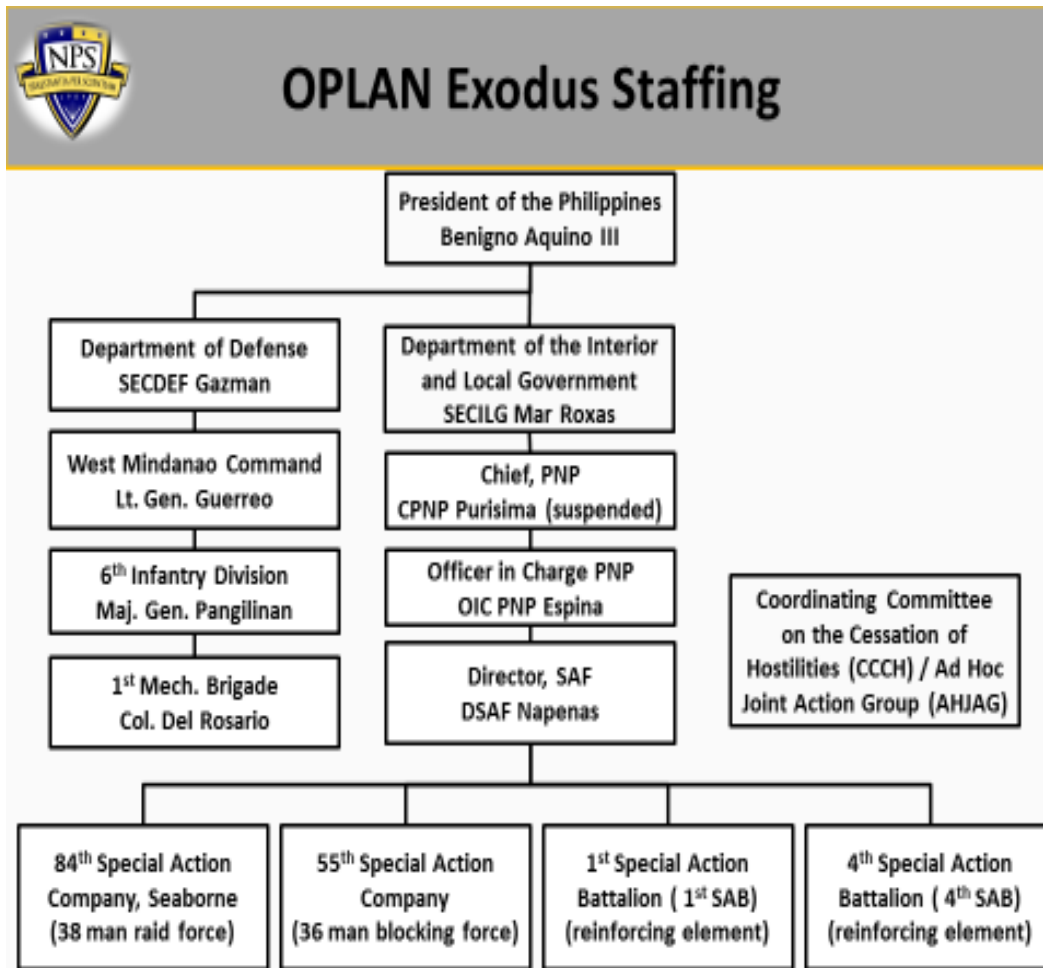 NPS
PRAESTANTIA PER SCIENTIAM
OPLAN Exodus Staffing
President of the Philippines
Benigno Aquino III
Department of Defense
SECDEF Gazman
Department of the Interior
and Local Government
SECILG Mar Roxas
West Mindanao Command
Lt. Gen. Guerreo
Chief, PNP
CPNP Purisima (suspended)
6th Infantry Division
Maj. Gen. Pangilinan
Officer in Charge PNP
OIC PNP Espina
Coordinating Committee
on the Cessation of
Hostilities (CCCH) / Ad Hoc
Joint Action Group (AHJAG)
1st Mech. Brigade
Col. Del Rosario
Director, SAF
DSAF Napenas
84th Special Action
Company, Seaborne
(38 man raid force)
55th Special Action
Company
(36 man blocking force)
1st Special Action
Battalion ( 1st SAB)
(reinforcing element)
4th Special Action
Battalion ( 4th SAB)
(reinforcing element)